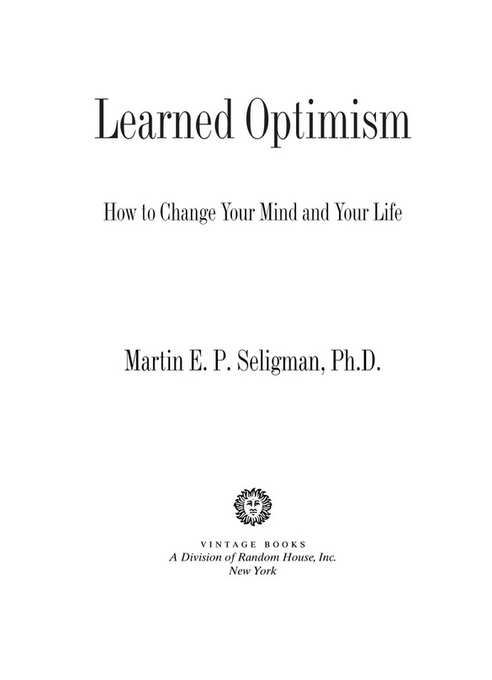 Learned Optimism
How to Change Your Mind and Your Life
Martin E. P. Seligman, Ph.D.
VINTAGE BOOKS
A Division of Random House, Inc.
New York